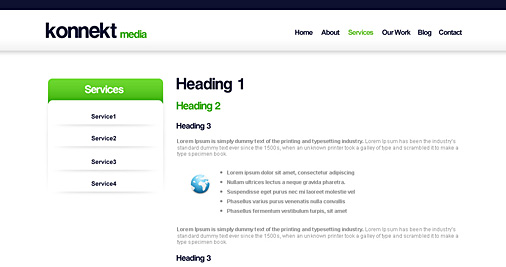 konnekt media
Home About Services Our Work Blog Contact
Services
Service1
Service2
Service3
Service4
Heading 1
Heading 2
Heading 3
Lorem Ipsum is simply dummy text of the printing and typesetting industry. Lorem Ipsum has been the industry's
standard dummy text ever since the 1500s, when an unknown printer took a galley of type and scrambled it to make a
type specimen book.
Lorem ipsum dolor sit amet, consectetur adipiscing
Nullam ultrices lectus a neque gravida pharetra.
Suspendisse eget purus nec mi laoreet molestie vel
Phasellus varius purus venenatis nulla convallis
Phasellus fermentum vestibulum turpis, sit amet
Lorem Ipsum is simply dummy text of the printing and typesetting industry. Lorem Ipsum has been the industry's
standard dummy text ever since the 1500s, when an unknown printer took a galley of type and scrambled it to make a
type specimen book.
Heading 3